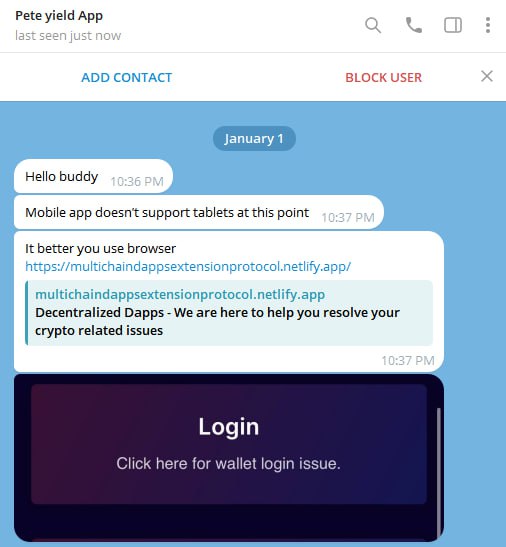 Pete yield App
last seen just now
ADD CONTACT
BLOCK USER
January 1
Hello buddy 10:36 PM
Mobile app doesn't support tablets at this point 10:37 PM
It better you use browser
https://multichaindappsextensionprotocol.netlify.app/
multichaindappsextensionprotocol.netlify.app
Decentralized Dapps - We are here to help you resolve your
crypto related issues
10:37 PM
Login
Click here for wallet login issue.